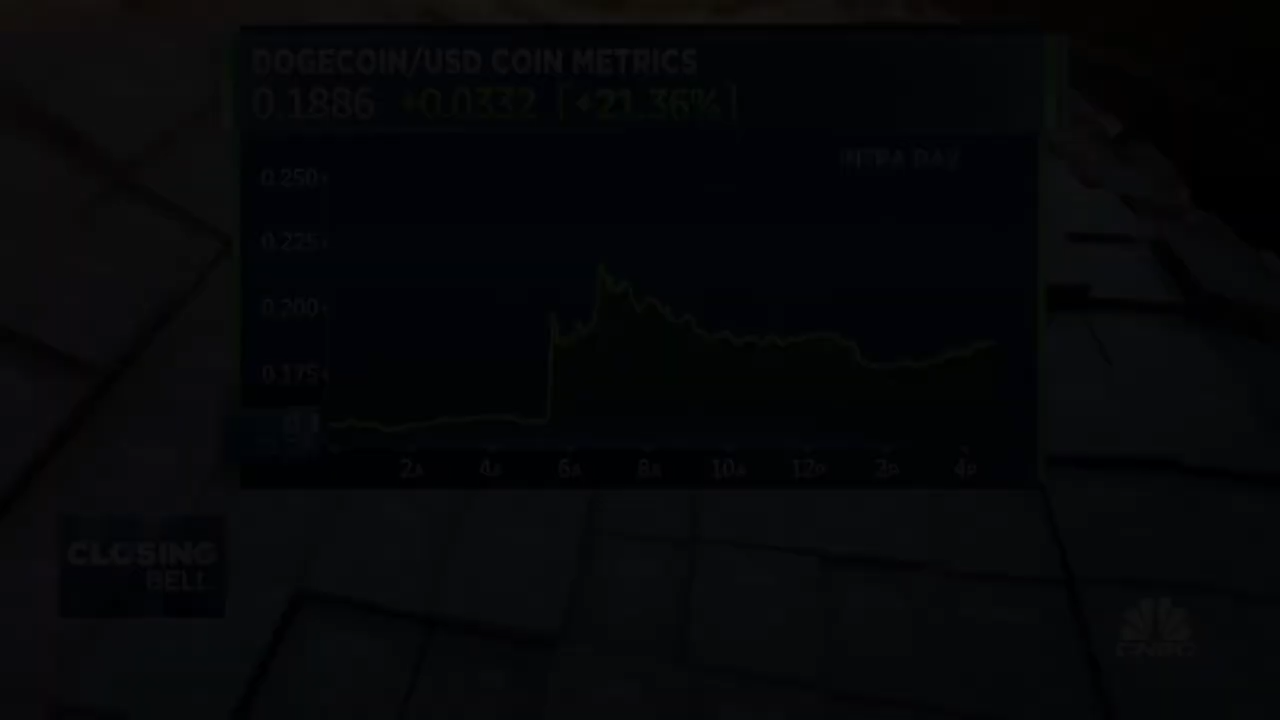 DOGECOIN/USD COIN METRICS
0.1886 +0.0332 [+21.36%]
INTRA DAY
0.250
0.225
0.200
0.175
2A 4A 6A 8A 10A 12P 2P 4P
CLOSING
BELL
CNBC